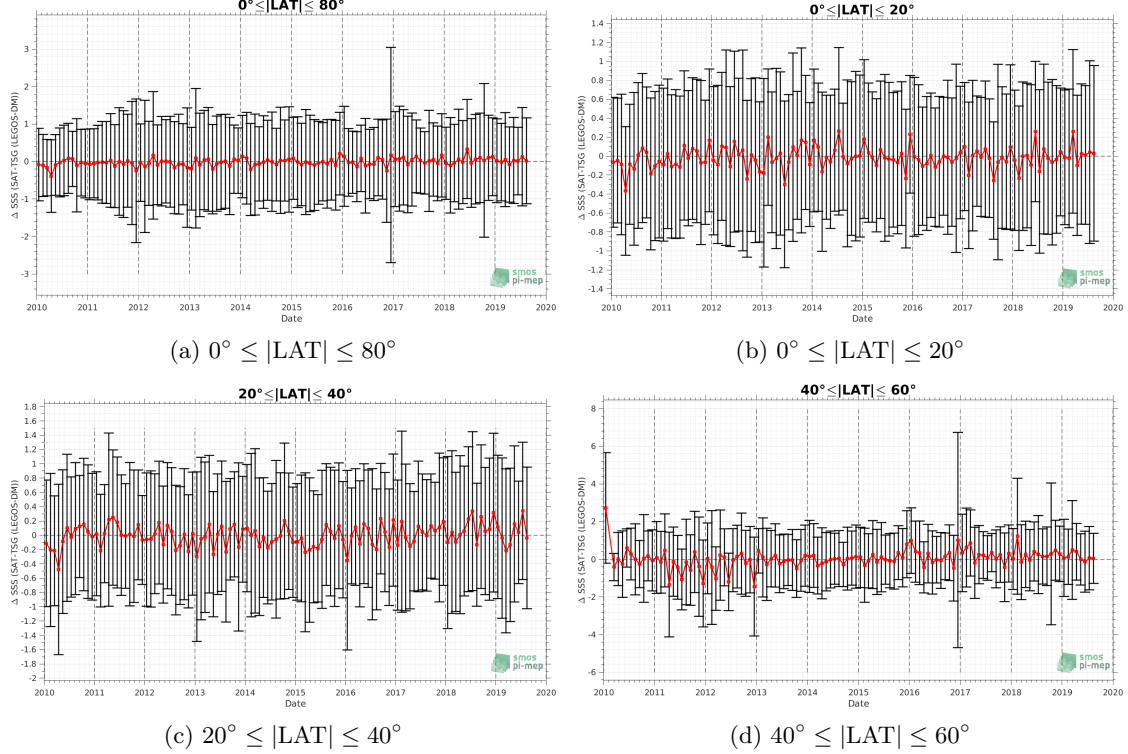 0°≤|LAT|≤ 80°
Δ SSS (SAT-TSG (LEGOS-DMI))
3
2
1
0
-1
-2
-3
2010 2011 2012 2013 2014 2015 2016 2017 2018 2019 2020
Date
smos
pi-mep
(a) 0° ≤ |LAT| ≤ 80°
0°≤|LAT|≤ 20°
Δ SSS (SAT-TSG (LEGOS-DMI))
1.4
1.2
1
0.8
0.6
0.4
0.2
0
-0.2
-0.4
-0.6
-0.8
-1
-1.2
-1.4
2010 2011 2012 2013 2014 2015 2016 2017 2018 2019 2020
Date
smos
pi-mep
(b) 0° ≤ |LAT| ≤ 20°
20°≤|LAT|≤ 40°
Δ SSS (SAT-TSG (LEGOS-DMI))
1.8
1.6
1.4
1.2
1
0.8
0.6
0.4
0.2
0
-0.2
-0.4
-0.6
-0.8
-1
-1.2
-1.4
-1.6
-1.8
-2
2010 2011 2012 2013 2014 2015 2016 2017 2018 2019 2020
Date
smos
pi-mep
(c) 20° ≤ |LAT| ≤ 40°
40°≤|LAT|≤ 60°
Δ SSS (SAT-TSG (LEGOS-DMI))
8
6
4
2
0
-2
-4
-6
2010 2011 2012 2013 2014 2015 2016 2017 2018 2019 2020
Date
smos
pi-mep
(d) 40° ≤ |LAT| ≤ 60°